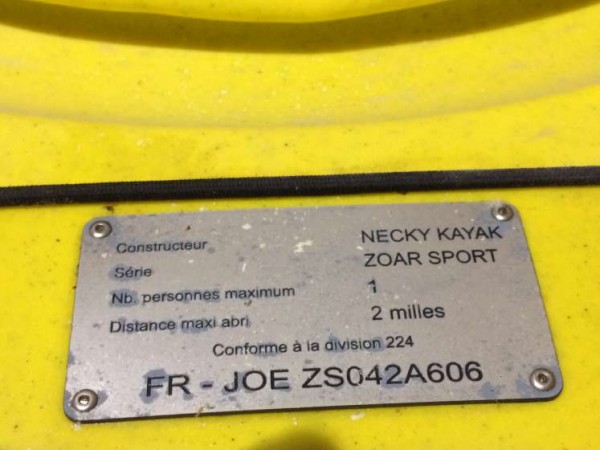 Constructeur NECKY KAYAK
Série ZOAR SPORT
Nb. personnes maximum 1
Distance maxi abri 2 milles
Conforme à la division 224
FR - JOE ZS042A606